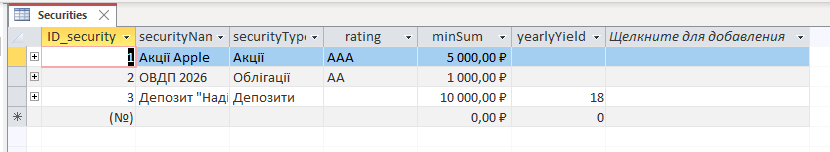 Securities
ID_security securityNan securityType rating minSum yearlyYield Щелкните для добавления
1 Акції Apple Акції AAA 5 000,00 ₽
2 ОВДП 2026 Облігації AA 1 000,00 ₽
3 Депозит "Наді Депозити 10 000,00 ₽ 18
(№) 0,00 ₽ 0